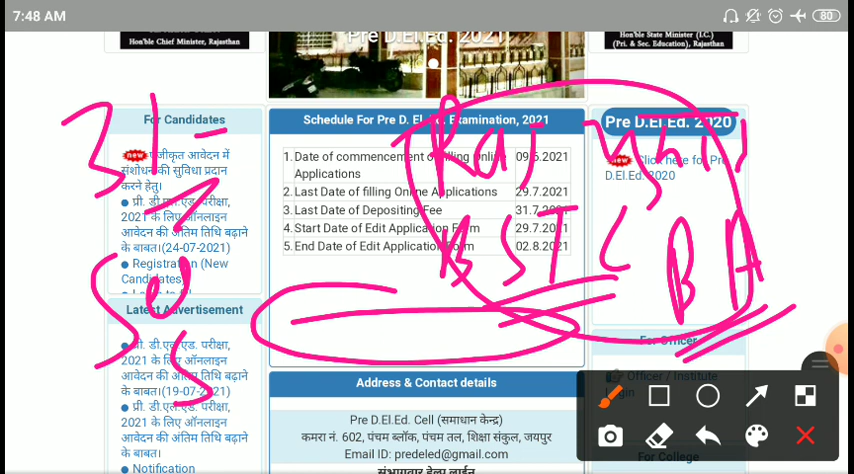 7:48 AM
80
Hon'ble Chief Minister, Rajasthan
Pre D.El.Ed. 2021
Hon'ble State Minister (I.C.)
(Pri. & Sec. Education), Rajasthan
For Candidates
new पंजीकृत आवेदन में
संशोधन की सुविधा प्रदान
करने हेतु।
प्री. डी.एल.एड. परीक्षा,
2021 के लिए ऑनलाइन
आवेदन की अंतिम तिथि बढ़ाने
के बाबत।(24-07-2021)
Registration (New
Candidates)
Latest Advertisement
प्री. डी.एल.एड. परीक्षा,
2021 के लिए ऑनलाइन
आवेदन की अंतिम तिथि बढ़ाने
के बाबत।(19-07-2021)
प्री. डी.एल.एड. परीक्षा,
2021 के लिए ऑनलाइन
आवेदन की अंतिम तिथि बढ़ाने
के बाबत।
Notification
Schedule For Pre D. El.Ed. Examination, 2021
1. Date of commencement of filling Online Applications 09.6.2021
2. Last Date of filling Online Applications 29.7.2021
3. Last Date of Depositing Fee 31.7.2021
4. Start Date of Edit Application Form 29.7.2021
5. End Date of Edit Application Form 02.8.2021
Address & Contact details
Pre D.El.Ed. Cell (समाधान केन्द्र)
कमरा नं. 602, पंचम ब्लॉक, पंचम तल, शिक्षा संकुल, जयपुर
Email ID: predeled@gmail.com
संभागवार हेल्प लाईन
Pre D.El.Ed. 2020
new Click here for Pre
D.El.Ed. 2020
For Officer
Officer / Institute
Login
For College
Raj
BSTC
BA
31